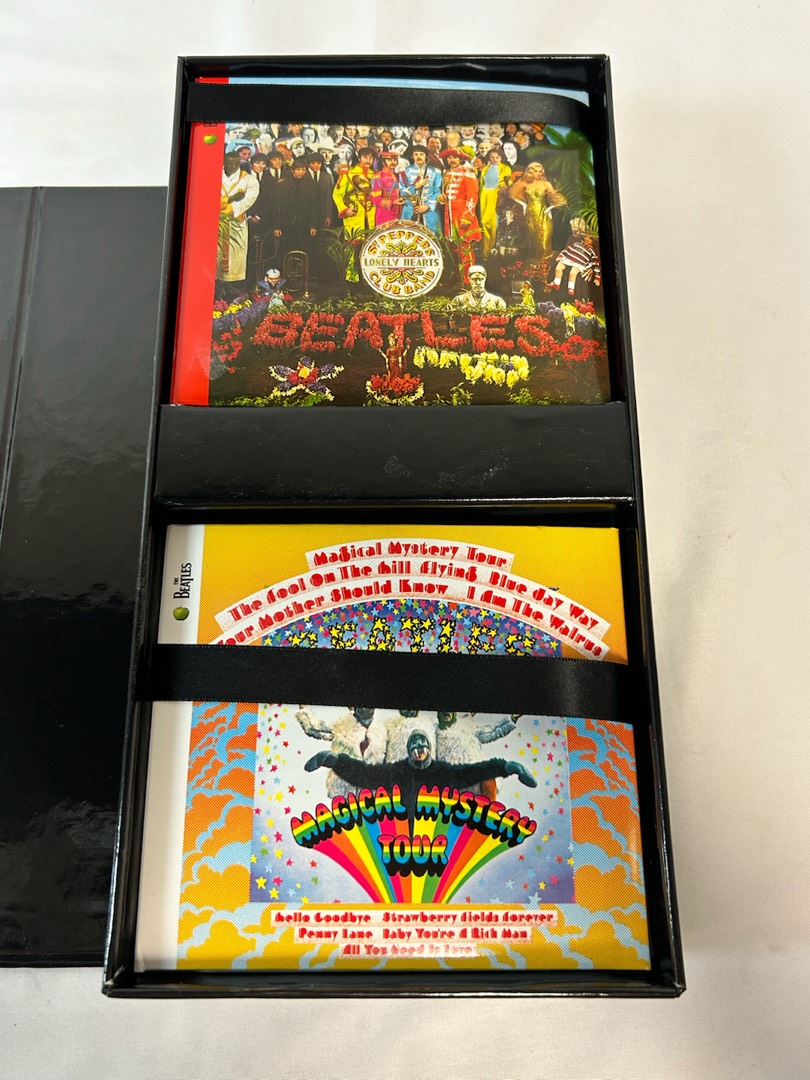 SGT PEPPERS
LONELY HEARTS
CLUB BAND
BEATLES
THE
BEATLES
Magical Mystery Tour
The Fool On The Hill Flying Blue Jay Way
Your Mother Should Know I Am The Walrus
MAGICAL MYSTERY
TOUR
Hello Goodbye Strawberry Fields Forever
Penny Lane Baby You're A Rich Man
All You Need Is Love